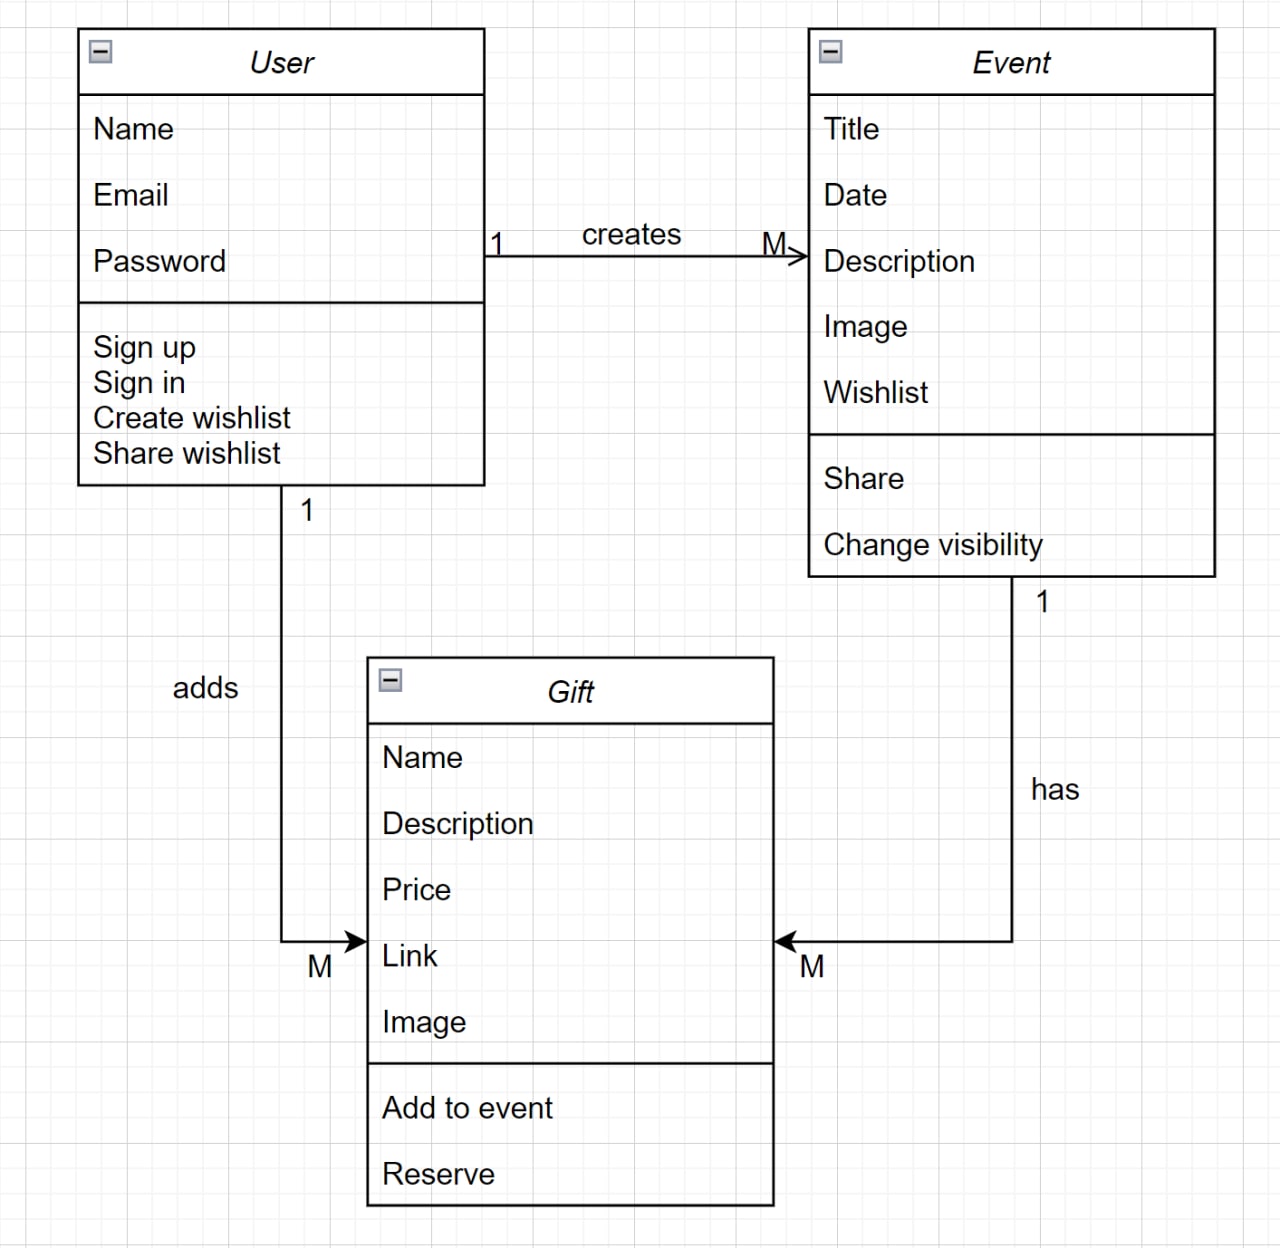 User
Name
Email
Password
Sign up
Sign in
Create wishlist
Share wishlist
1
creates
M
Event
Title
Date
Description
Image
Wishlist
Share
Change visibility
1
adds
M
1
has
M
Gift
Name
Description
Price
Link
Image
Add to event
Reserve